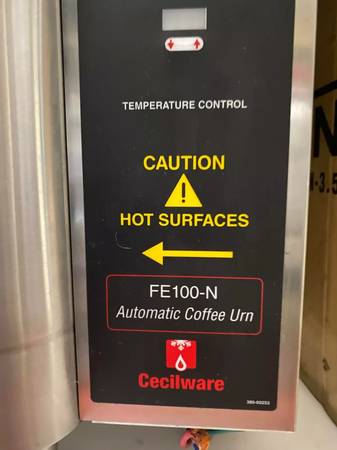 TEMPERATURE CONTROL
CAUTION
HOT SURFACES
FE100-N
Automatic Coffee Urn
Cecilware